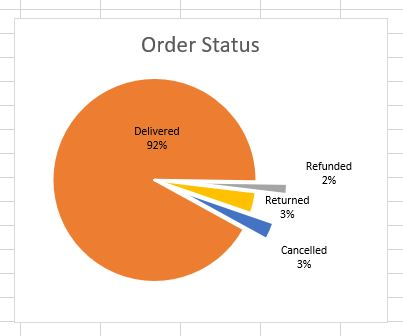 Order Status
Delivered
92%
Refunded
2%
Returned
3%
Cancelled
3%